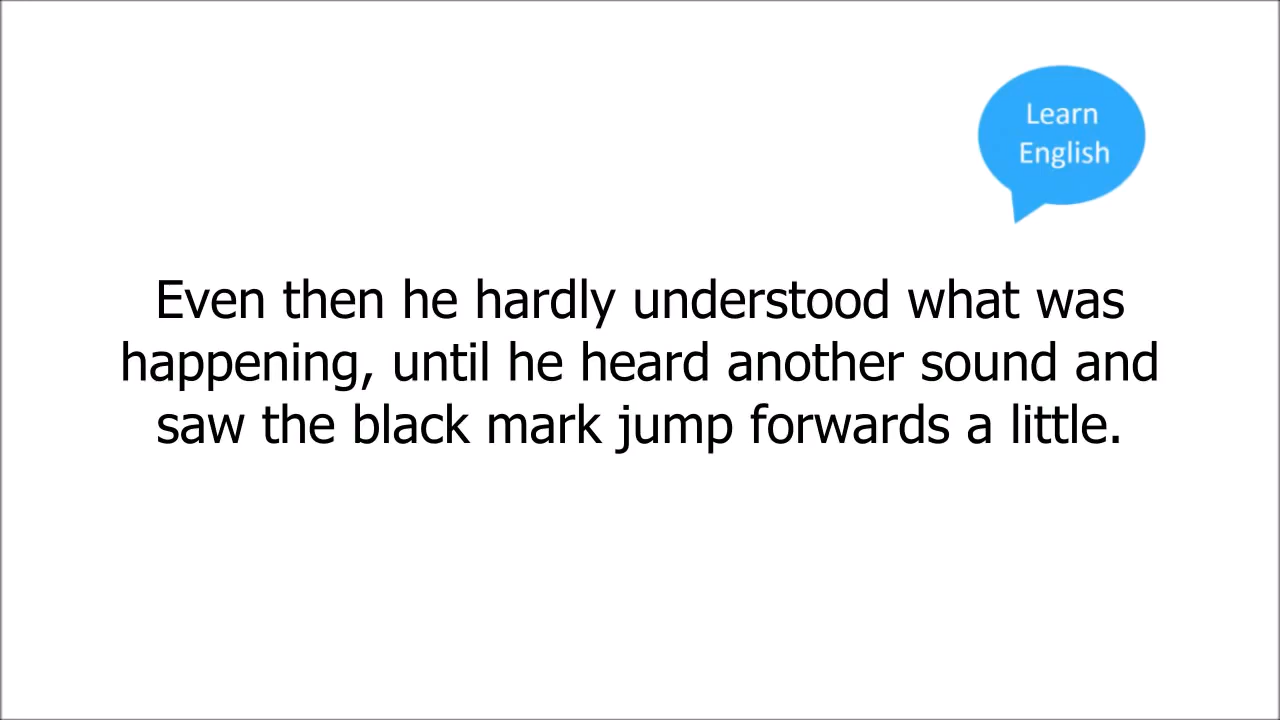 Learn
English
Even then he hardly understood what was
happening, until he heard another sound and
saw the black mark jump forwards a little.